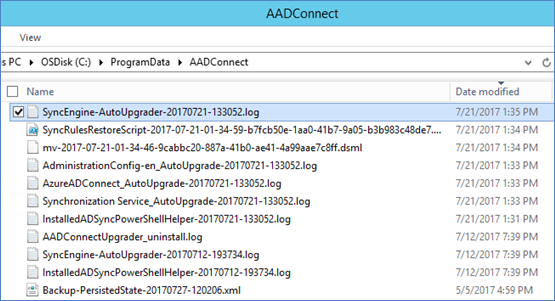 AADConnect
View
s PC ▸ OSDisk (C:) ▸ ProgramData ▸ AADConnect
Name Date modified
SyncEngine-AutoUpgrader-20170721-133052.log 7/21/2017 1:35 PM
SyncRulesRestoreScript-2017-07-21-01-34-59-b7fcb50e-1aa0-41b7-9a05-b3b983c48de7.... 7/21/2017 1:34 PM
mv-2017-07-21-01-34-46-9cabbc20-887a-41b0-ae41-4a99aae7c8ff.dsml 7/21/2017 1:34 PM
AdministrationConfig-en_AutoUpgrade-20170721-133052.log 7/21/2017 1:33 PM
AzureADConnect_AutoUpgrade-20170721-133052.log 7/21/2017 1:33 PM
Synchronization Service_AutoUpgrade-20170721-133052.log 7/21/2017 1:33 PM
InstalledADSyncPowerShellHelper-20170721-133052.log 7/21/2017 1:31 PM
AADConnectUpgrader_uninstall.log 7/12/2017 7:39 PM
SyncEngine-AutoUpgrader-20170712-193734.log 7/12/2017 7:39 PM
InstalledADSyncPowerShellHelper-20170712-193734.log 7/12/2017 7:39 PM
Backup-PersistedState-20170727-120206.xml 5/5/2017 4:59 PM